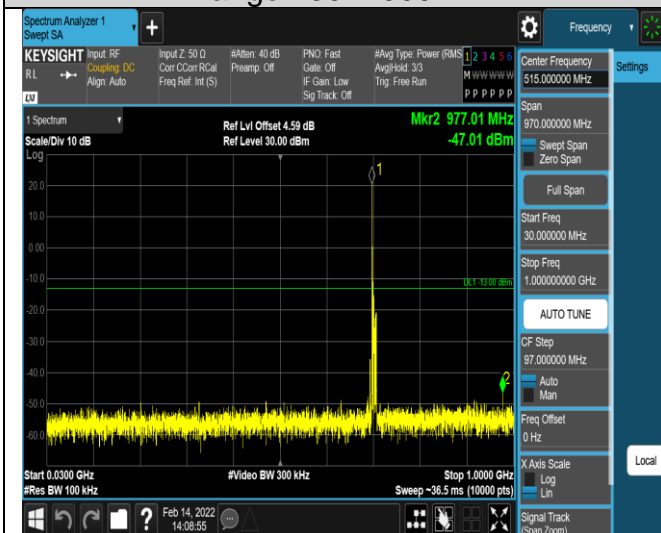 Spectrum Analyzer 1
Swept SA
Frequency
KEYSIGHT
RL
LXI
Input: RF
Coupling: DC
Align: Auto
Input Z: 50 Ω
Corr CCorr RCal
Freq Ref: Int (S)
#Atten: 40 dB
Preamp: Off
PNO: Fast
Gate: Off
IF Gain: Low
Sig Track: Off
#Avg Type: Power (RMS
Avg|Hold: 3/3
Trig: Free Run
1 2 3 4 5 6
M W W W W W
P P P P P P
1 Spectrum
Scale/Div 10 dB
Ref Lvl Offset 4.59 dB
Ref Level 30.00 dBm
Mkr2 977.01 MHz
-47.01 dBm
Log
20.0
10.0
0.00
-10.0
-20.0
-30.0
-40.0
-50.0
-60.0
1
DL1 -13.00 dBm
2
Start 0.0300 GHz
#Res BW 100 kHz
#Video BW 300 kHz
Stop 1.0000 GHz
Sweep ~36.5 ms (10000 pts)
Feb 14, 2022
14:08:55
Center Frequency
515.000000 MHz
Span
970.000000 MHz
Swept Span
Zero Span
Full Span
Start Freq
30.000000 MHz
Stop Freq
1.000000000 GHz
AUTO TUNE
CF Step
97.000000 MHz
Auto
Man
Freq Offset
0 Hz
X Axis Scale
Log
Lin
Signal Track
(Span Zoom)
Settings
Local